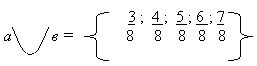 a \/ e = { 3/8 ; 4/8 ; 5/8 ; 6/8 ; 7/8 }